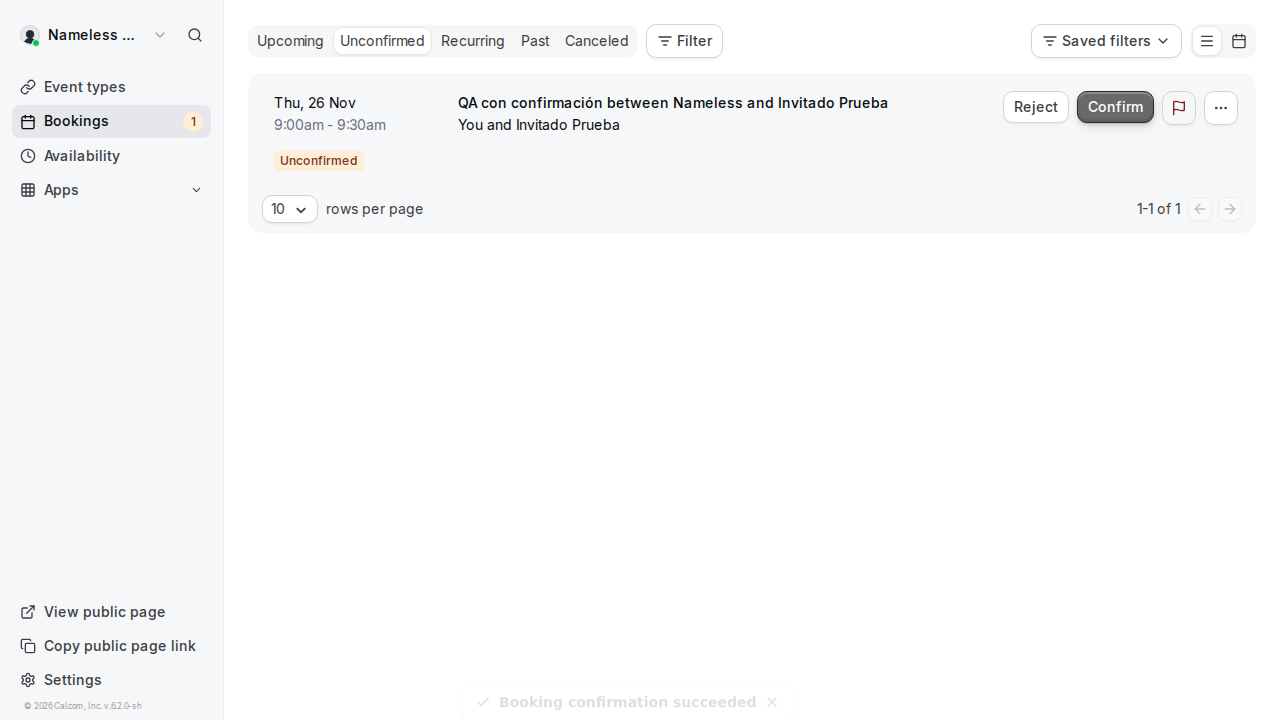 Nameless ...
Event types
Bookings 1
Availability
Apps
View public page
Copy public page link
Settings
© 2026 Cal.com, Inc. v.6.2.0-sh
Upcoming Unconfirmed Recurring Past Canceled Filter Saved filters
Thu, 26 Nov QA con confirmación between Nameless and Invitado Prueba Reject Confirm
9:00am - 9:30am You and Invitado Prueba
Unconfirmed
10 rows per page 1-1 of 1
Booking confirmation succeeded